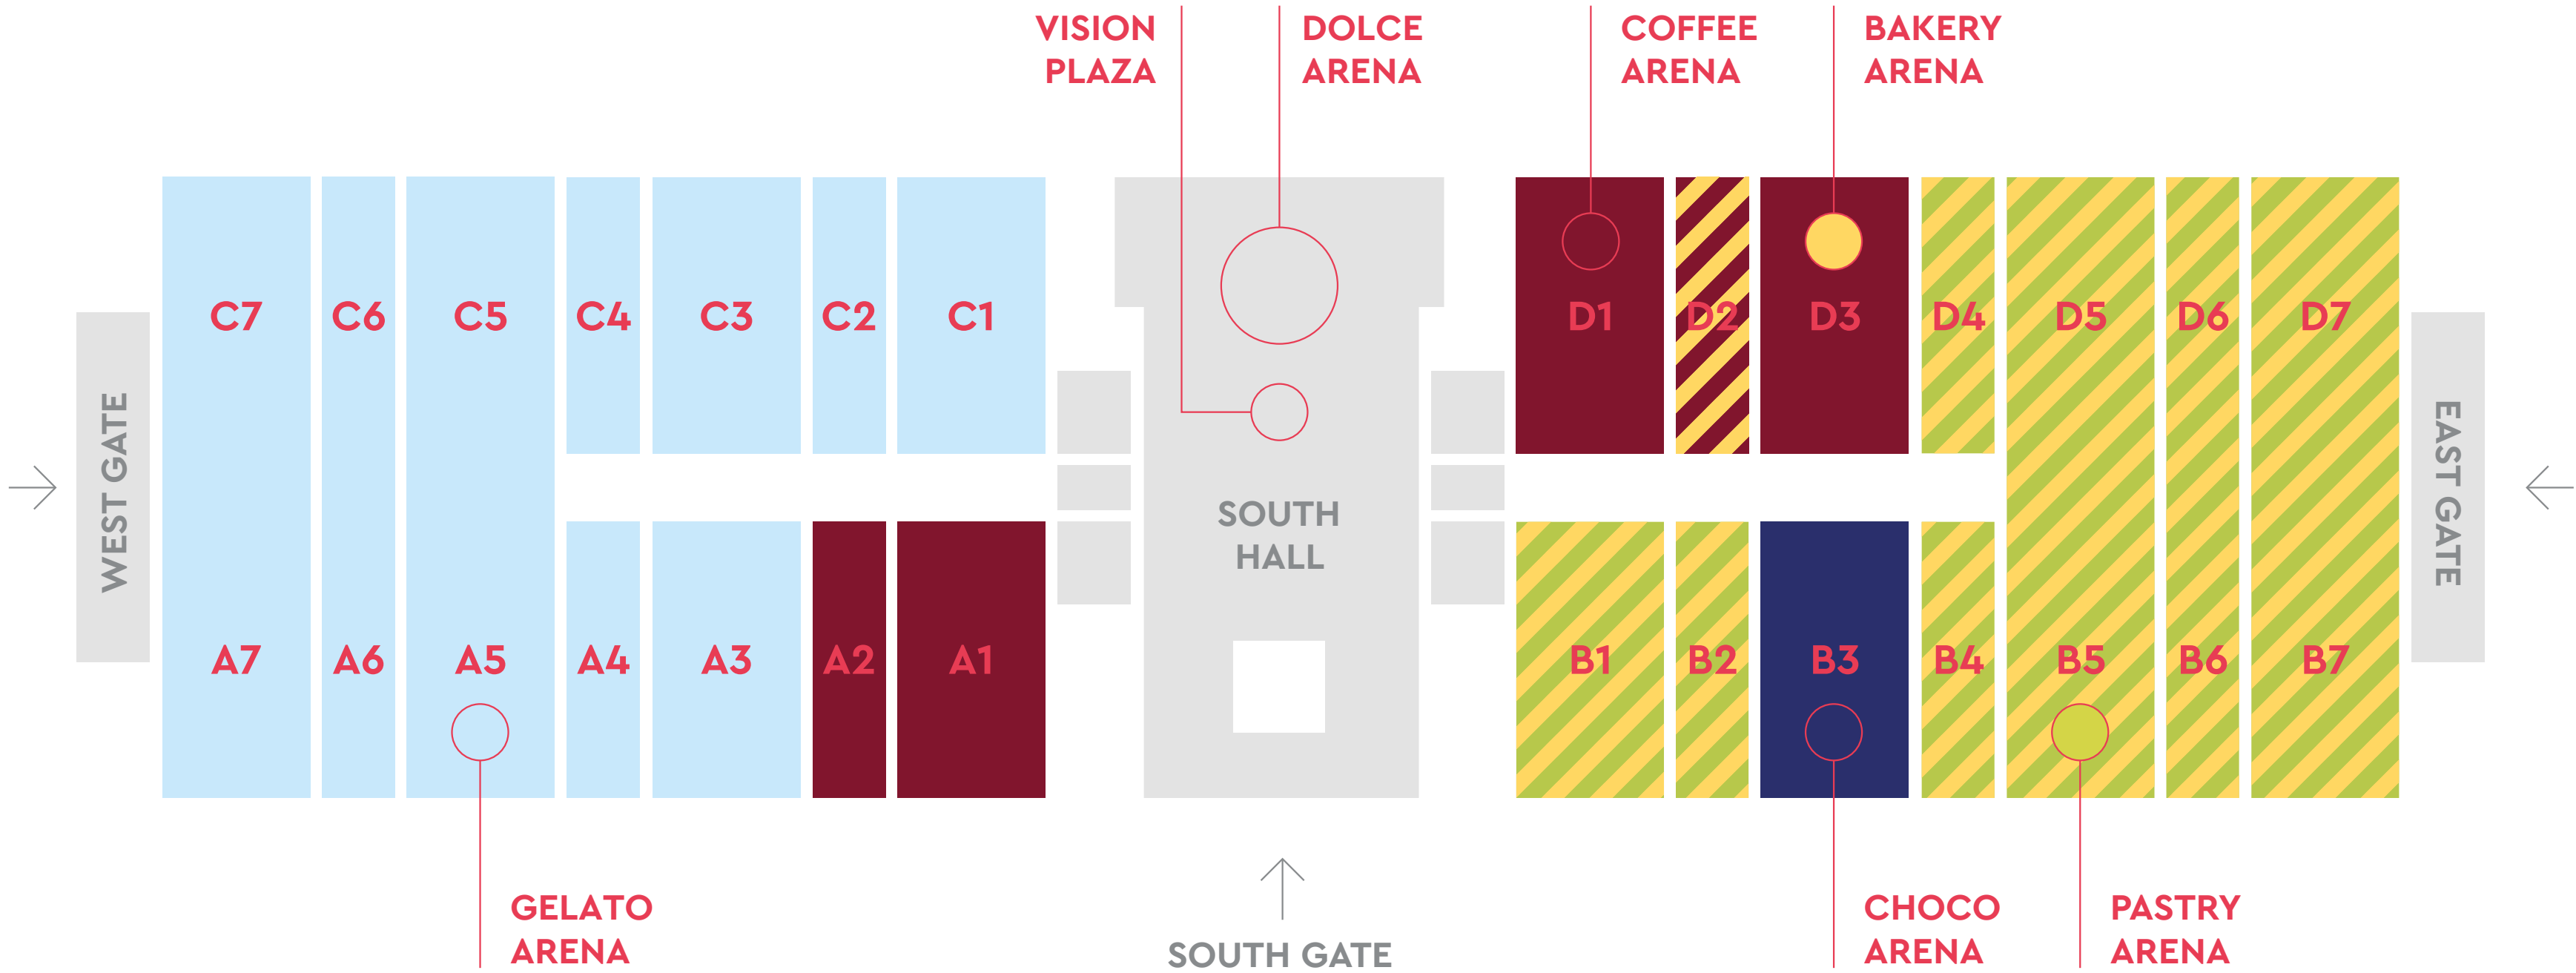 VISION
PLAZA
DOLCE
ARENA
COFFEE
ARENA
BAKERY
ARENA
C7 C6 C5 C4 C3 C2 C1 D1 D2 D3 D4 D5 D6 D7
WEST GATE
SOUTH
HALL
EAST GATE
A7 A6 A5 A4 A3 A2 A1 B1 B2 B3 B4 B5 B6 B7
GELATO
ARENA
SOUTH GATE
CHOCO
ARENA
PASTRY
ARENA